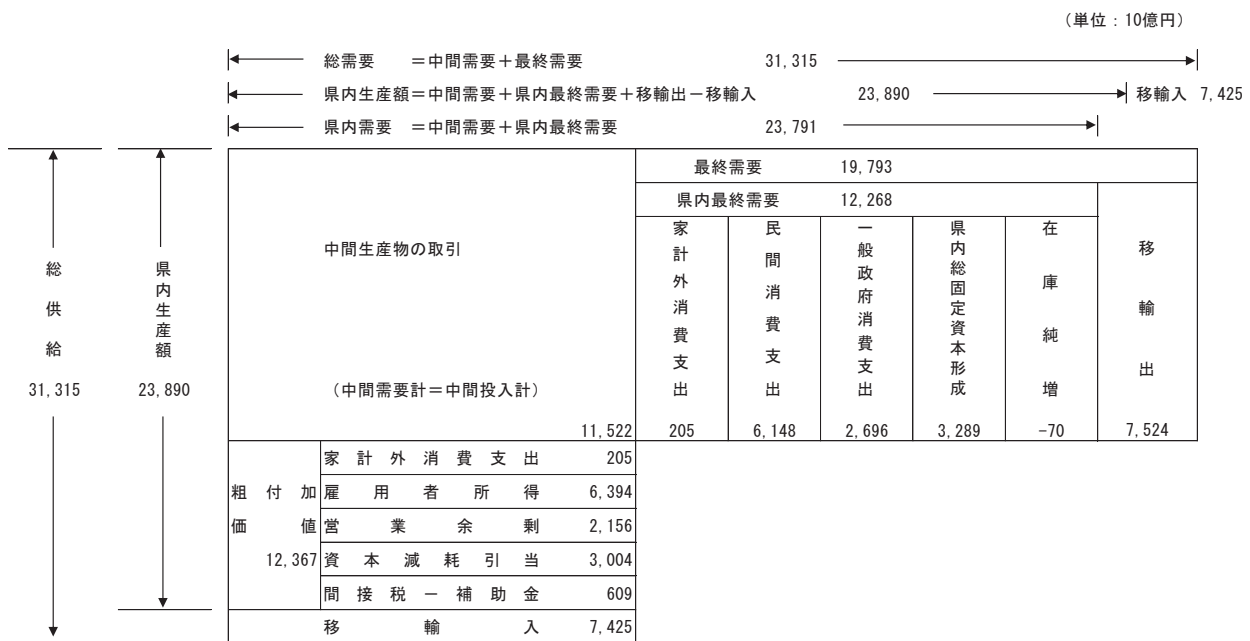 （単位：10億円）
総需要　＝中間需要＋最終需要　31,315
県内生産額＝中間需要＋県内最終需要＋移輸出－移輸入　23,890　移輸入 7,425
県内需要　＝中間需要＋県内最終需要　23,791
総供給
31,315
県内生産額
23,890
最終需要　19,793
県内最終需要　12,268
中間生産物の取引
（中間需要計＝中間投入計）
11,522
家計外消費支出
205
民間消費支出
6,148
一般政府消費支出
2,696
県内総固定資本形成
3,289
在庫純増
-70
移輸出
7,524
粗付加価値
12,367
家計外消費支出　205
雇用者所得　6,394
営業余剰　2,156
資本減耗引当　3,004
間接税－補助金　609
移輸入　7,425